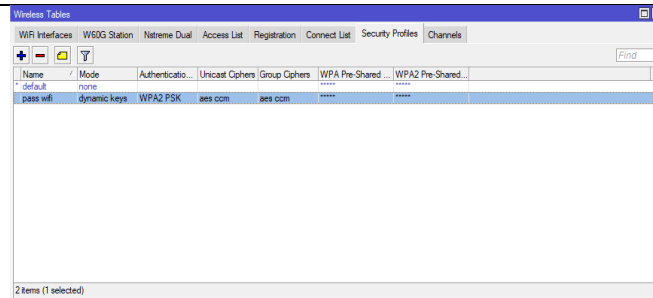 Wireless Tables
WiFi Interfaces W60G Station Nstreme Dual Access List Registration Connect List Security Profiles Channels
Find
Name / Mode Authenticatio... Unicast Ciphers Group Ciphers WPA Pre-Shared ... WPA2 Pre-Shared...
* default none ***** *****
pass wifi dynamic keys WPA2 PSK aes ccm aes ccm ***** *****
2 items (1 selected)